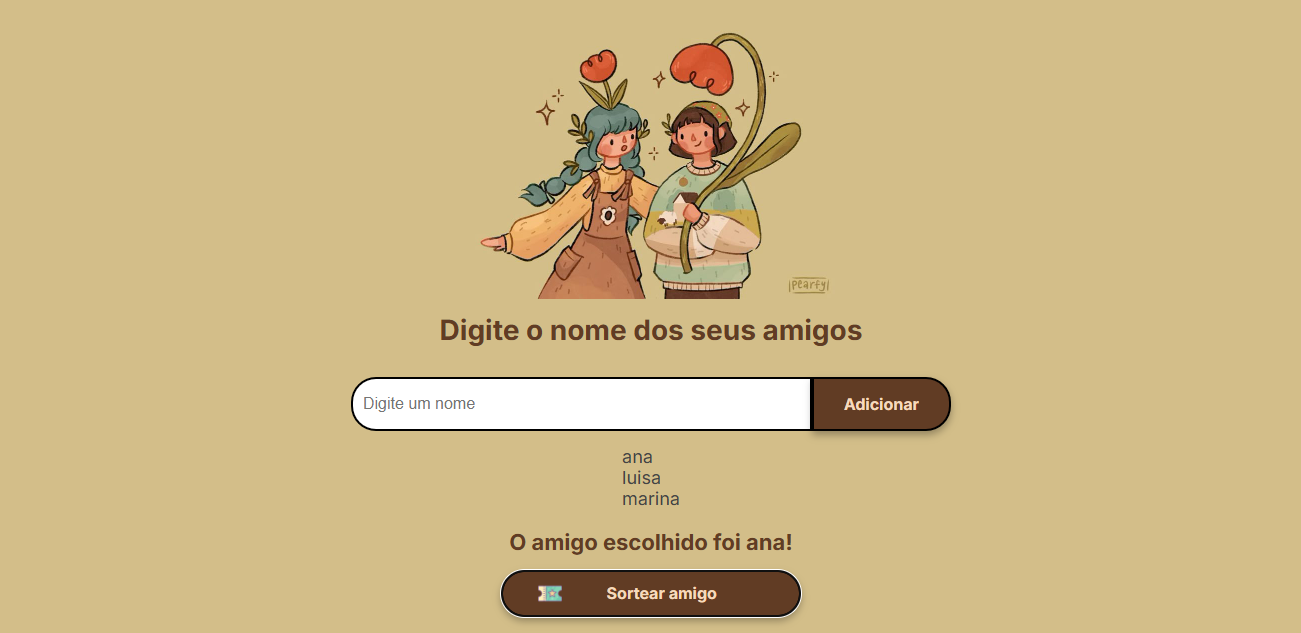 pearfy
Digite o nome dos seus amigos
Digite um nome
Adicionar
ana
luisa
marina
O amigo escolhido foi ana!
Sortear amigo